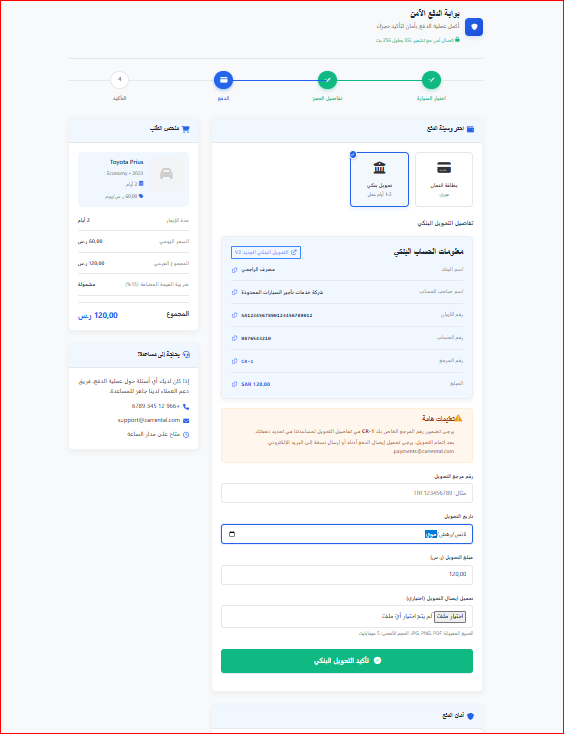 بوابة الدفع الآمن
أكمل عملية الدفع بأمان لتأكيد حجزك
اتصال آمن مع تشفير SSL بطول 256 بت
اختيار السيارة
تفاصيل الحجز
الدفع
4
التأكيد
اختر وسيلة الدفع
بطاقة ائتمان
فوري
تحويل بنكي
1-2 أيام عمل
تفاصيل التحويل البنكي
معلومات الحساب البنكي
التحويل البنكي الجديد V2
اسم البنك
مصرف الراجحي
اسم صاحب الحساب
شركة خدمات تأجير السيارات المحدودة
رقم الآيبان
رقم الحساب
9876543210
رقم المرجع
CR-1
المبلغ
SAR 120,00
تعليمات هامة
يرجى تضمين رقم المرجع الخاص بك CR-1 في تفاصيل التحويل لمساعدتنا في تحديد دفعتك.
بعد إتمام التحويل، يرجى تحميل إيصال الدفع أدناه أو إرسال نسخة إلى البريد الإلكتروني:
payments@carrental.com
رقم مرجع التحويل
مثال: TRF123456789
تاريخ التحويل
مبلغ التحويل (ر.س)
120,00
تحميل إيصال التحويل (اختياري)
اختيار ملفت لم يتم اختيار أي ملفت
الصيغ المقبولة: JPG, PNG, PDF. الحجم الأقصى: 5 ميجابايت
تأكيد التحويل البنكي
أمان الدفع
ملخص الطلب
Toyota Prius
Economy • 2023
2 أيام
60,00 ر.س/يوم
مدة الإيجار
2 أيام
السعر اليومي
60,00 ر.س
المجموع الفرعي
120,00 ر.س
ضريبة القيمة المضافة (15%)
مشمولة
المجموع
120,00 ر.س
بحاجة إلى مساعدة؟
إذا كان لديك أي أسئلة حول عملية الدفع، فريق
دعم العملاء لدينا جاهز للمساعدة.
+966 12 345 6789
support@carrental.com
متاح على مدار الساعة